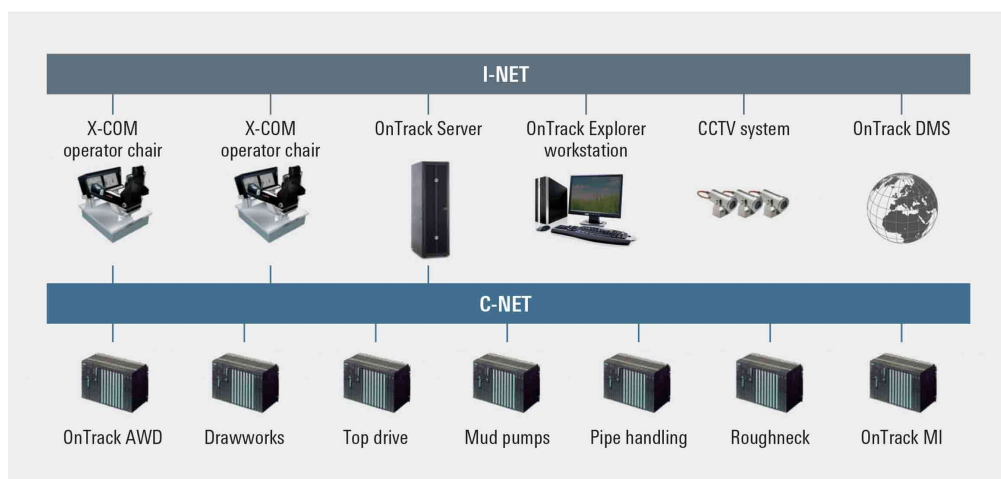 I-NET
X-COM
operator chair
X-COM
operator chair
OnTrack Server
OnTrack Explorer
workstation
CCTV system
OnTrack DMS
C-NET
OnTrack AWD
Drawworks
Top drive
Mud pumps
Pipe handling
Roughneck
OnTrack MI